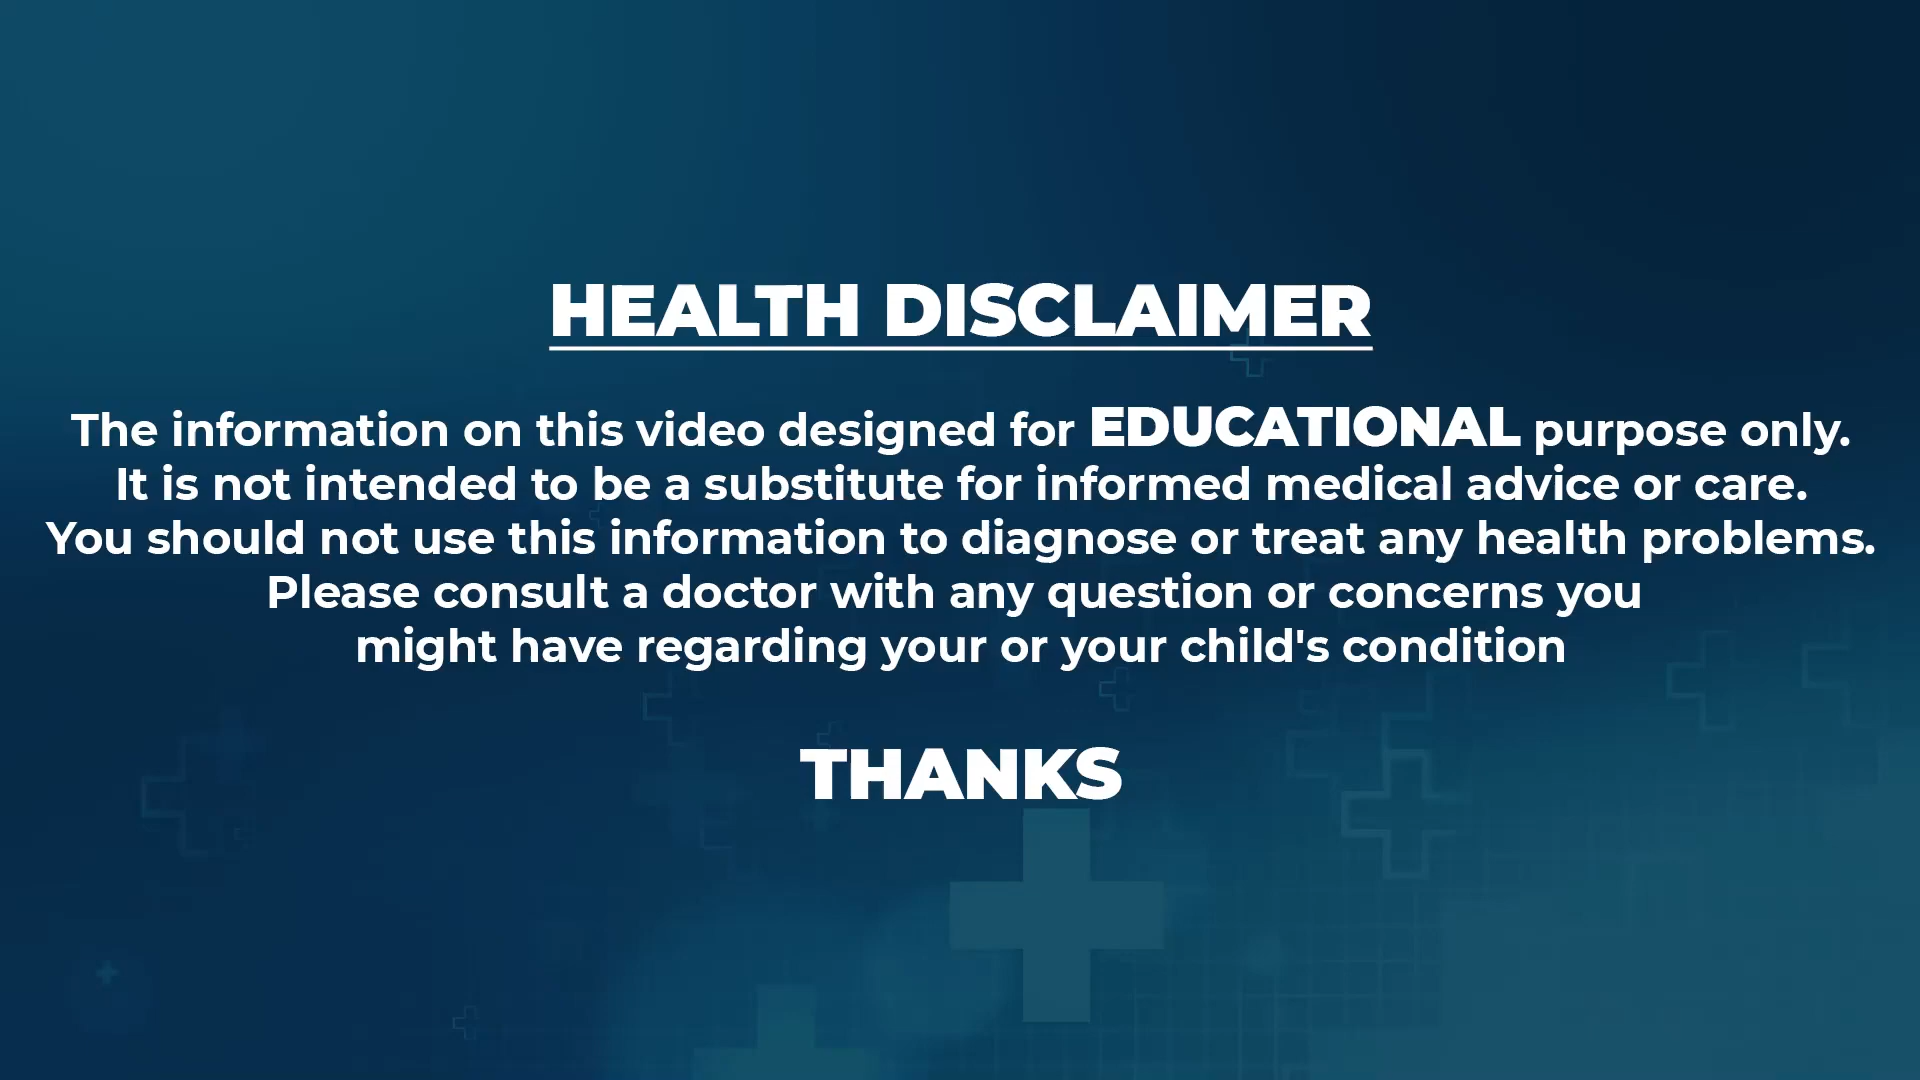 HEALTH DISCLAIMER
The information on this video designed for EDUCATIONAL purpose only.
It is not intended to be a substitute for informed medical advice or care.
You should not use this information to diagnose or treat any health problems.
Please consult a doctor with any question or concerns you
might have regarding your or your child's condition
THANKS